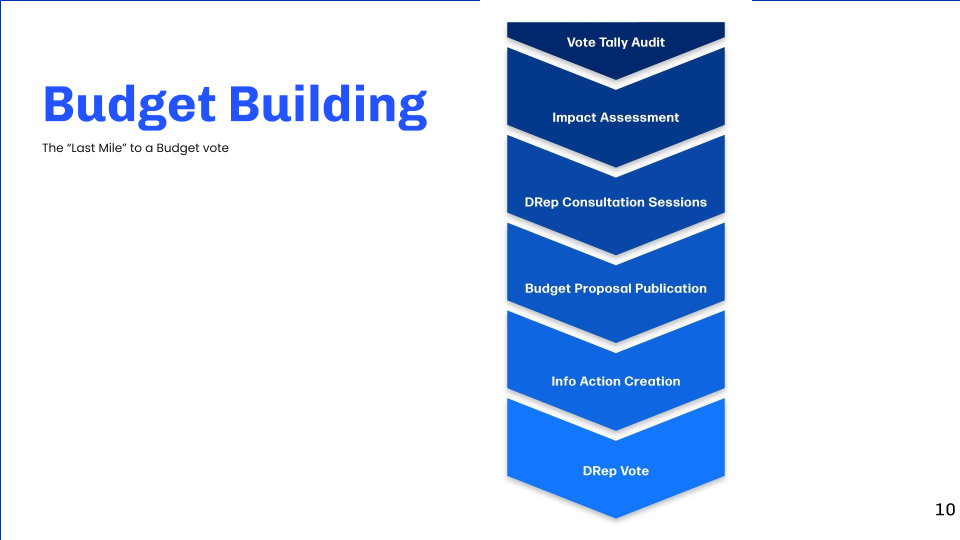 Budget Building
The “Last Mile” to a Budget vote
Vote Tally Audit
Impact Assessment
DRep Consultation Sessions
Budget Proposal Publication
Info Action Creation
DRep Vote
10